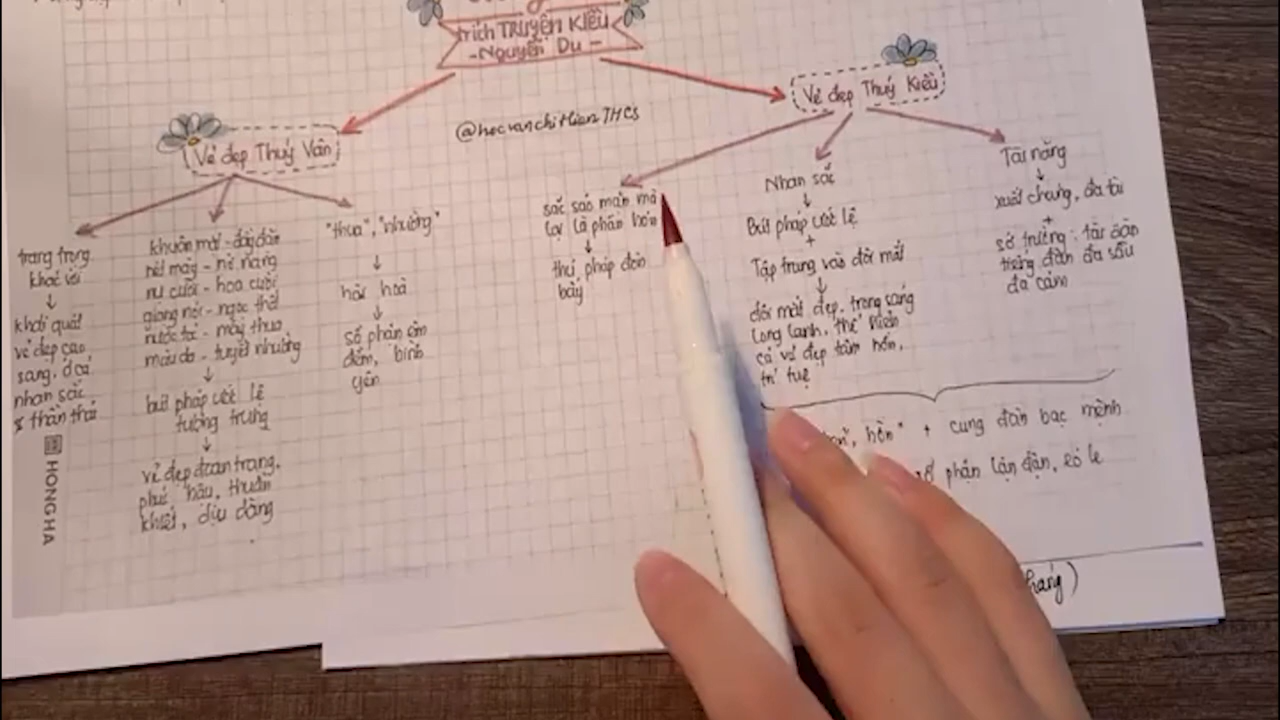 trích TRUYỆN KIỀU
- Nguyễn Du -
@hocvanchiHien THCS
Vẻ đẹp Thuý Vân
trang trọng
khác vời
↓
khái quát
vẻ đẹp cao
sang, ở cả
nhan sắc
& thần thái
khuôn mặt - đầy đặn
nét mày - nở nang
nụ cười - hoa cười
giọng nói - ngọc thốt
nước tóc - mây thua
màu da - tuyết nhường
↓
bút pháp ước lệ
tượng trưng
↓
vẻ đẹp đoan trang,
phúc hậu, thuần
khiết, dịu dàng
"thua", "nhường"
↓
hài hoà
↓
số phận êm
đềm, bình
yên
Vẻ đẹp Thuý Kiều
sắc sảo mặn mà
lại là phần hơn
↓
thủ pháp đòn
bẩy
Nhan sắc
↓
Bút pháp ước lệ
+
Tập trung vào đôi mắt
↓
đôi mắt đẹp, trong sáng
long lanh, thể hiện
cả vẻ đẹp tâm hồn,
trí tuệ
Tài năng
↓
xuất chúng, đa tài
+
sở trường: tài đàn
tiếng đàn đa sầu
đa cảm
hờn" + cung đàn bạc mệnh
số phận lận đận, éo le
HONG HA